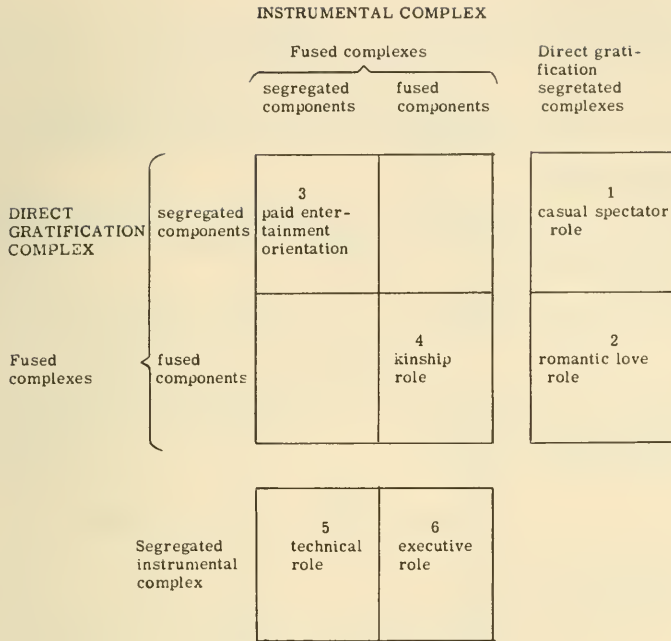 INSTRUMENTAL COMPLEX
Fused complexes
segregated components
fused components
Direct grati-
fication
segretated
complexes
DIRECT
GRATIFICATION
COMPLEX
segregated
components
3
paid enter-
tainment
orientation
1
casual spectator
role
Fused
complexes
fused
components
4
kinship
role
2
romantic love
role
Segregated
instrumental
complex
5
technical
role
6
executive
role